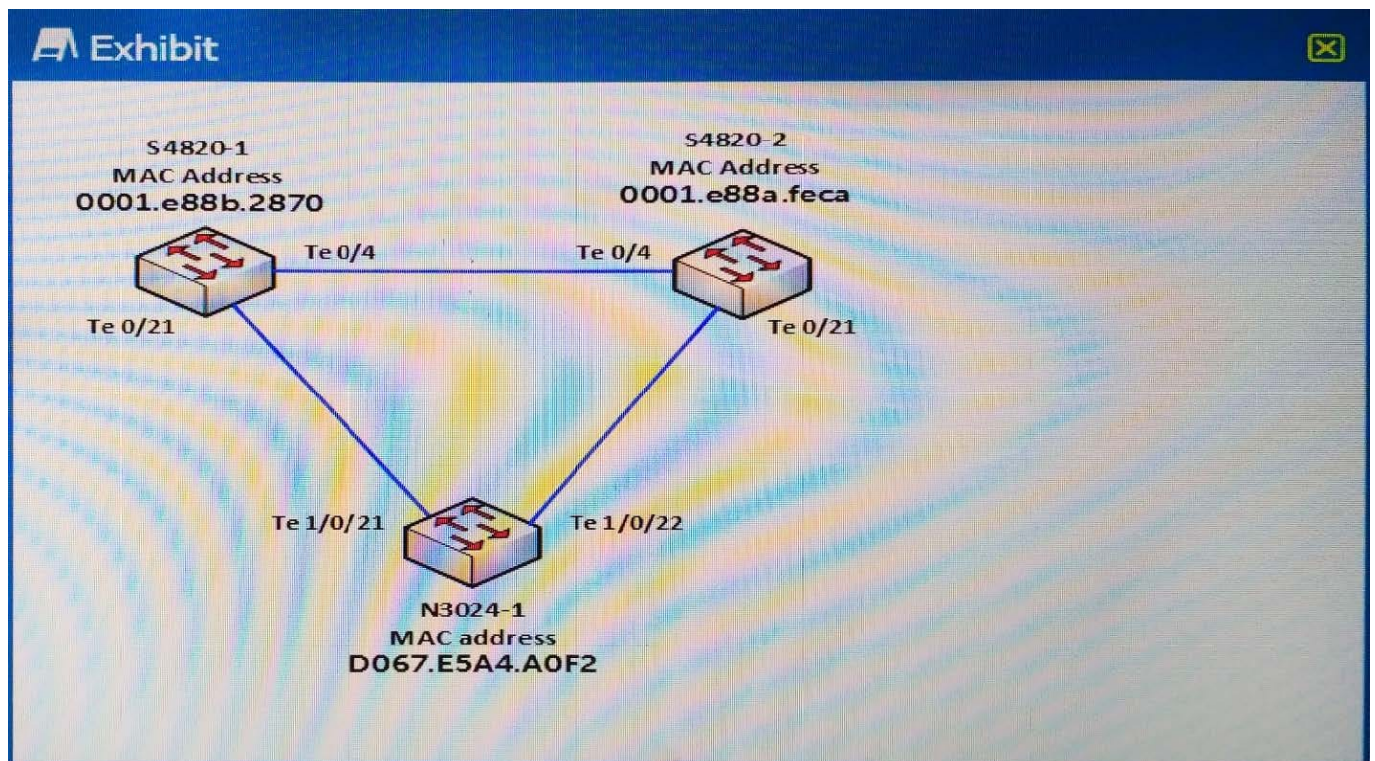 Exhibit
S4820-1
MAC Address
0001.e88b.2870
S4820-2
MAC Address
0001.e88a.feca
Te 0/4
Te 0/4
Te 0/21
Te 0/21
Te 1/0/21
Te 1/0/22
N3024-1
MAC address
D067.E5A4.A0F2